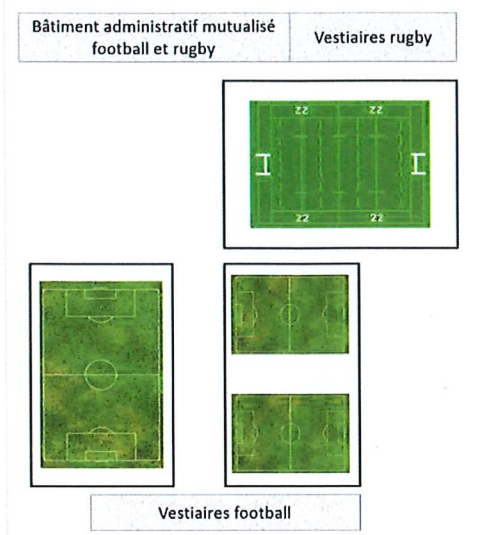 Bâtiment administratif mutualisé
football et rugby
Vestiaires rugby
22 22
22 22
Vestiaires football